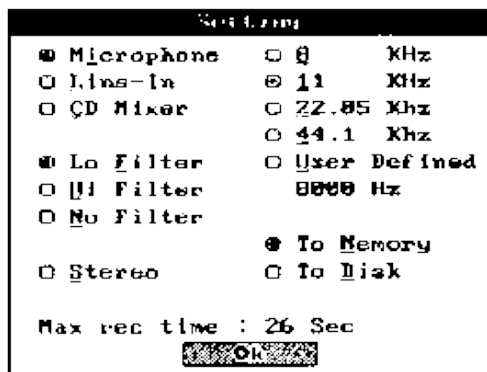 Settings
Microphone
Line-In
CD Mixer
8 KHz
11 KHz
22.05 KHz
44.1 Khz
User Defined
8000 Hz
Lo Filter
Hi Filter
No Filter
Stereo
To Memory
To Disk
Max rec time : 26 Sec
Ok